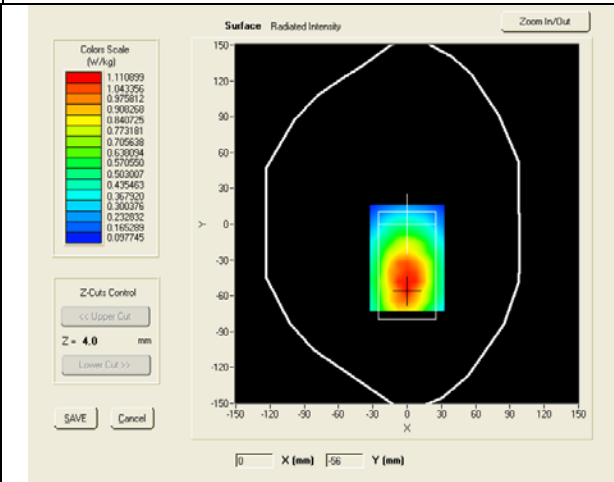 Surface Radiated Intensity
Zoom In/Out
Colors Scale
(W/kg)
1.110899
1.043356
0.975812
0.908268
0.840725
0.773181
0.705638
0.638094
0.570550
0.503007
0.435463
0.367920
0.300376
0.232832
0.165289
0.097745
Z-Cuts Control
<< Upper Cut
Z = 4.0 mm
Lower Cut >>
SAVE Cancel
150
120
90
60
30
Y 0
-30
-60
-90
-120
-150
-150 -120 -90 -60 -30 0 30 60 90 120 150
X
0 X (mm) -56 Y (mm)